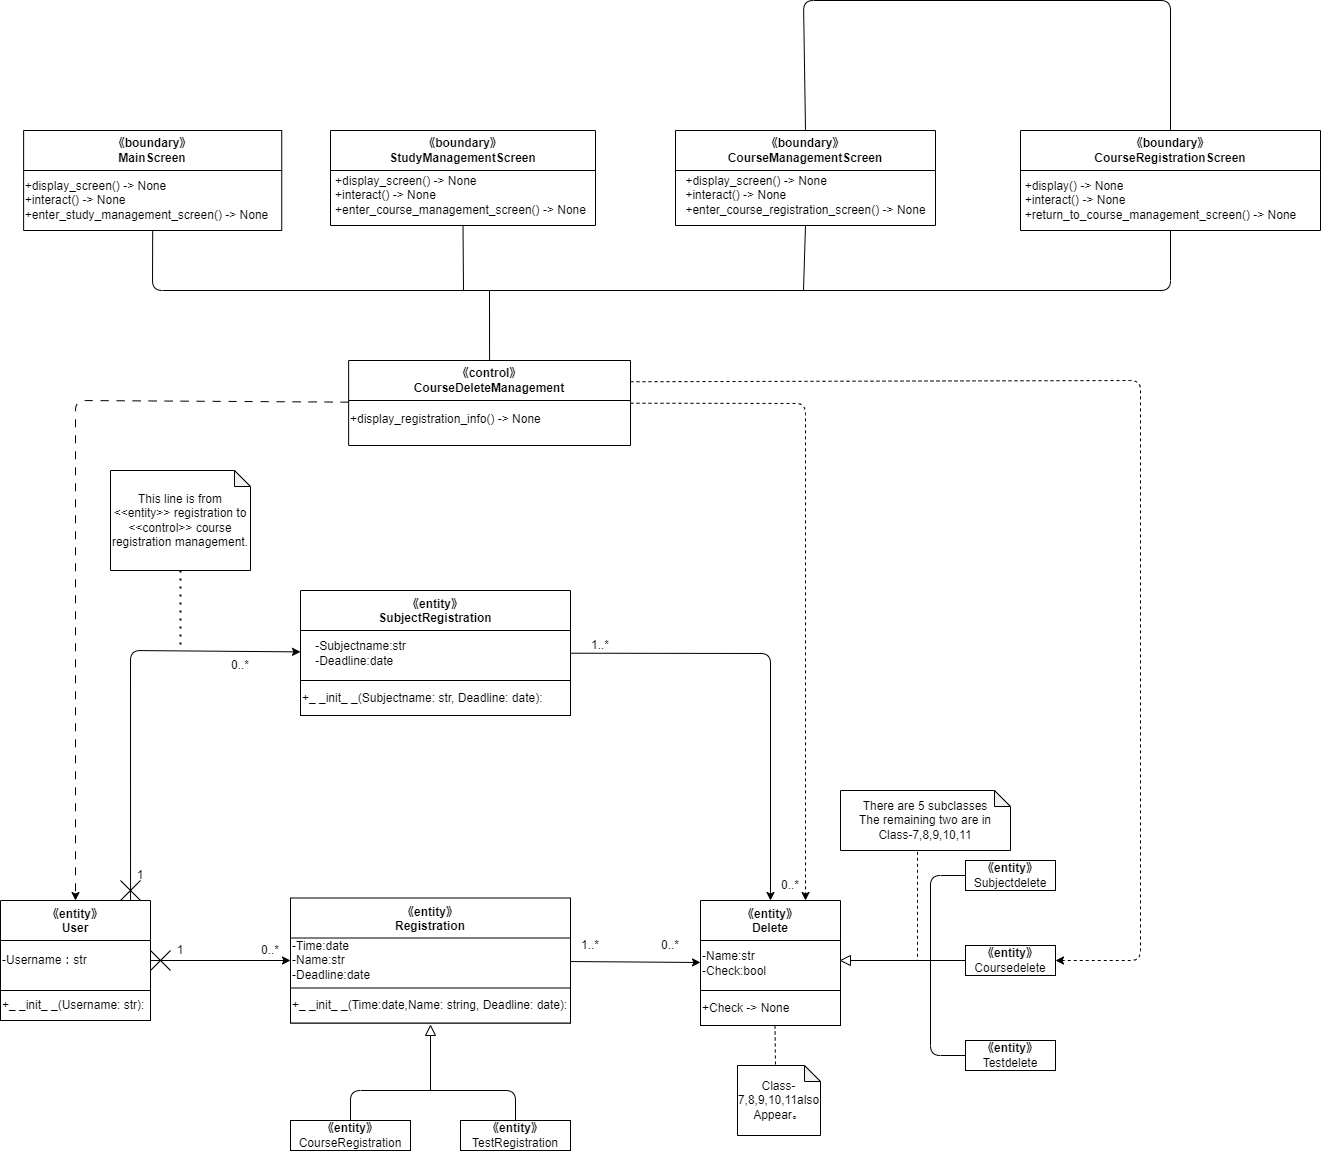 《boundary》
MainScreen
+display_screen() -> None
+interact() -> None
+enter_study_management_screen() -> None
《boundary》
StudyManagementScreen
+display_screen() -> None
+interact() -> None
+enter_course_management_screen() -> None
《boundary》
CourseManagementScreen
+display_screen() -> None
+interact() -> None
+enter_course_registration_screen() -> None
《boundary》
CourseRegistrationScreen
+display() -> None
+interact() -> None
+return_to_course_management_screen() -> None
《control》
CourseDeleteManagement
+display_registration_info() -> None
This line is from
<<entity>> registration to
<<control>> course
registration management.
《entity》
SubjectRegistration
-Subjectname:str
-Deadline:date
+_ _init_ _(Subjectname: str, Deadline: date):
0..*
1..*
1
0..*
There are 5 subclasses
The remaining two are in
Class-7,8,9,10,11
《entity》
Subjectdelete
《entity》
User
-Username：str
+_ _init_ _(Username: str):
1
0..*
《entity》
Registration
-Time:date
-Name:str
-Deadline:date
+_ _init_ _(Time:date,Name: string, Deadline: date):
1..*
0..*
《entity》
Delete
-Name:str
-Check:bool
+Check -> None
《entity》
Coursedelete
《entity》
Testdelete
Class-
7,8,9,10,11also
Appear。
《entity》
CourseRegistration
《entity》
TestRegistration